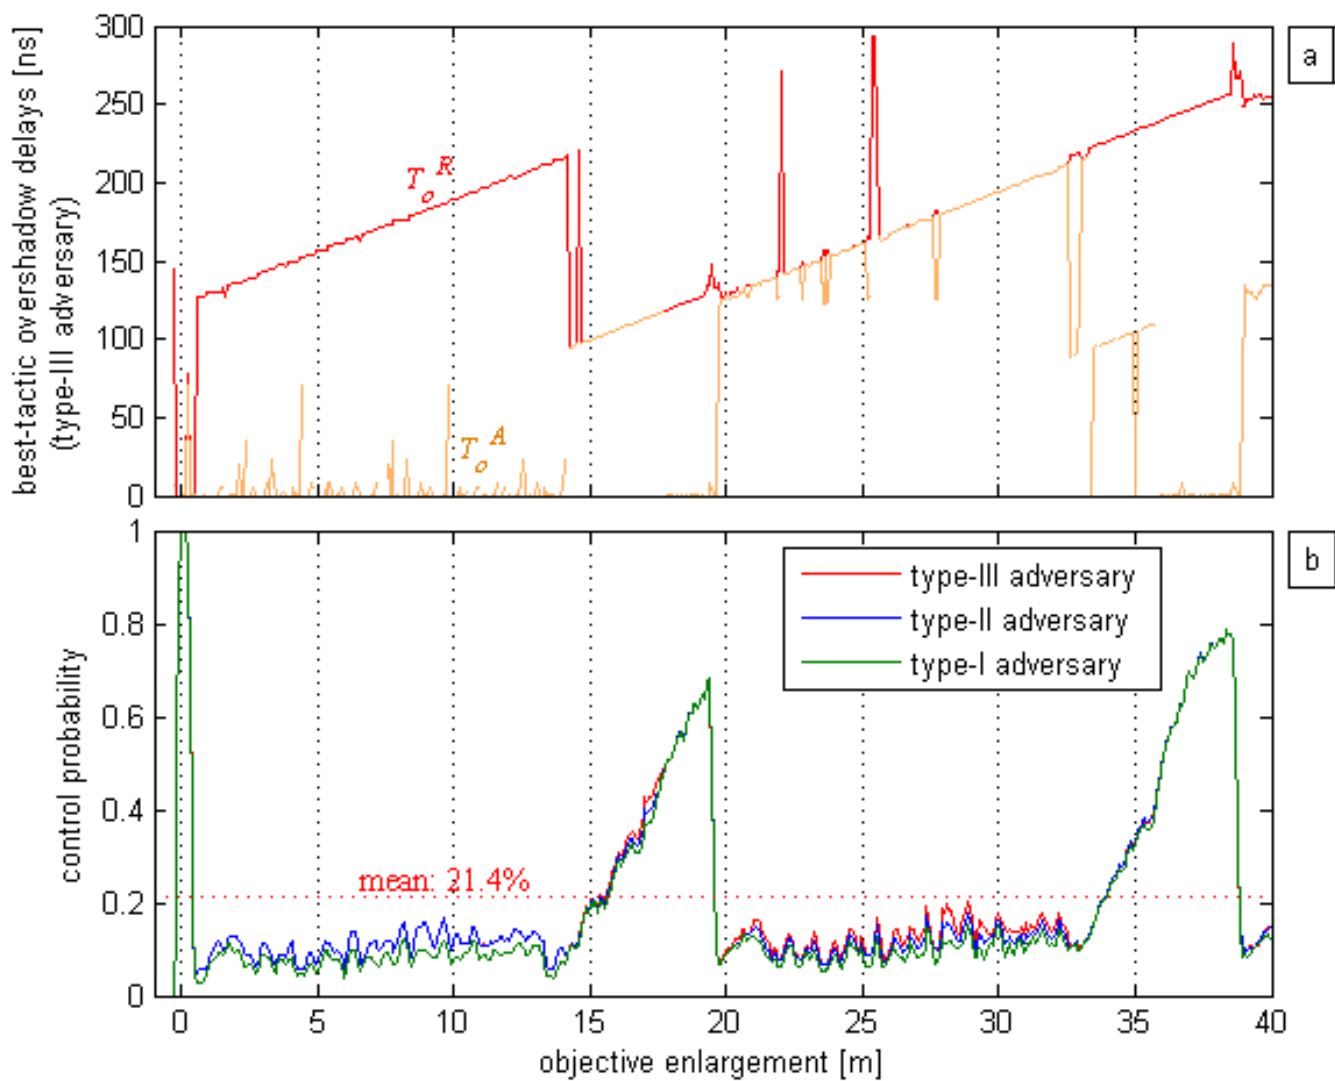 best-tactic overshadow delays [ns]
(type-III adversary)
300
250
200
150
100
50
0
T_o^R
T_o^A
a
control probability
1
0.8
0.6
0.4
0.2
0
type-III adversary
type-II adversary
type-I adversary
mean: 21.4%
b
0 5 10 15 20 25 30 35 40
objective enlargement [m]